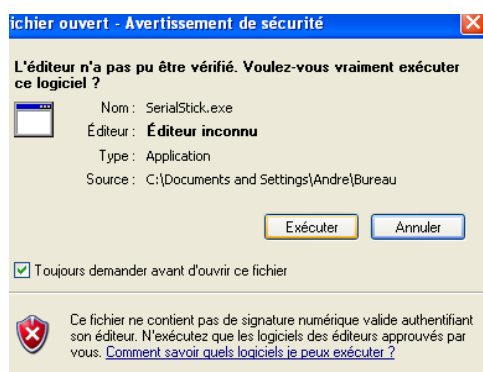 ichier ouvert - Avertissement de sécurité
L'éditeur n'a pas pu être vérifié. Voulez-vous vraiment exécuter
ce logiciel ?
Nom : SerialStick.exe
Éditeur : Éditeur inconnu
Type : Application
Source : C:\Documents and Settings\Andre\Bureau
Exécuter Annuler
Toujours demander avant d'ouvrir ce fichier
Ce fichier ne contient pas de signature numérique valide authentifiant
son éditeur. N'exécutez que les logiciels des éditeurs approuvés par
vous. Comment savoir quels logiciels je peux exécuter ?